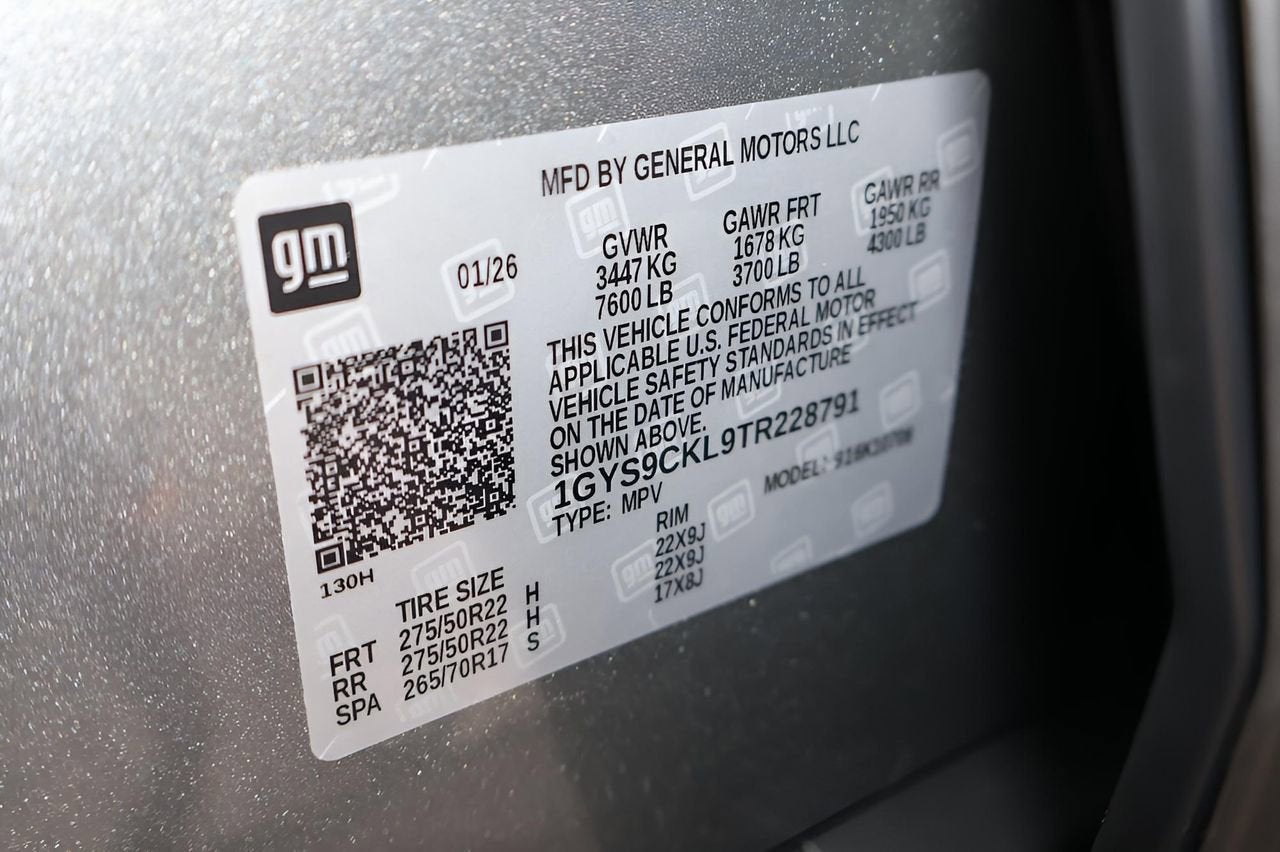 MFD BY GENERAL MOTORS LLC
gm
01/26
GVWR
3447 KG
7600 LB
GAWR FRT
1678 KG
3700 LB
GAWR RR
1950 KG
4300 LB
THIS VEHICLE CONFORMS TO ALL
APPLICABLE U.S. FEDERAL MOTOR
VEHICLE SAFETY STANDARDS IN EFFECT
ON THE DATE OF MANUFACTURE
SHOWN ABOVE.
1GYS9CKL9TR228791
TYPE: MPV
MODEL:
130H
TIRE SIZE
RIM
FRT 275/50R22 H 22X9J
RR 275/50R22 H 22X9J
SPA 265/70R17 S 17X8J